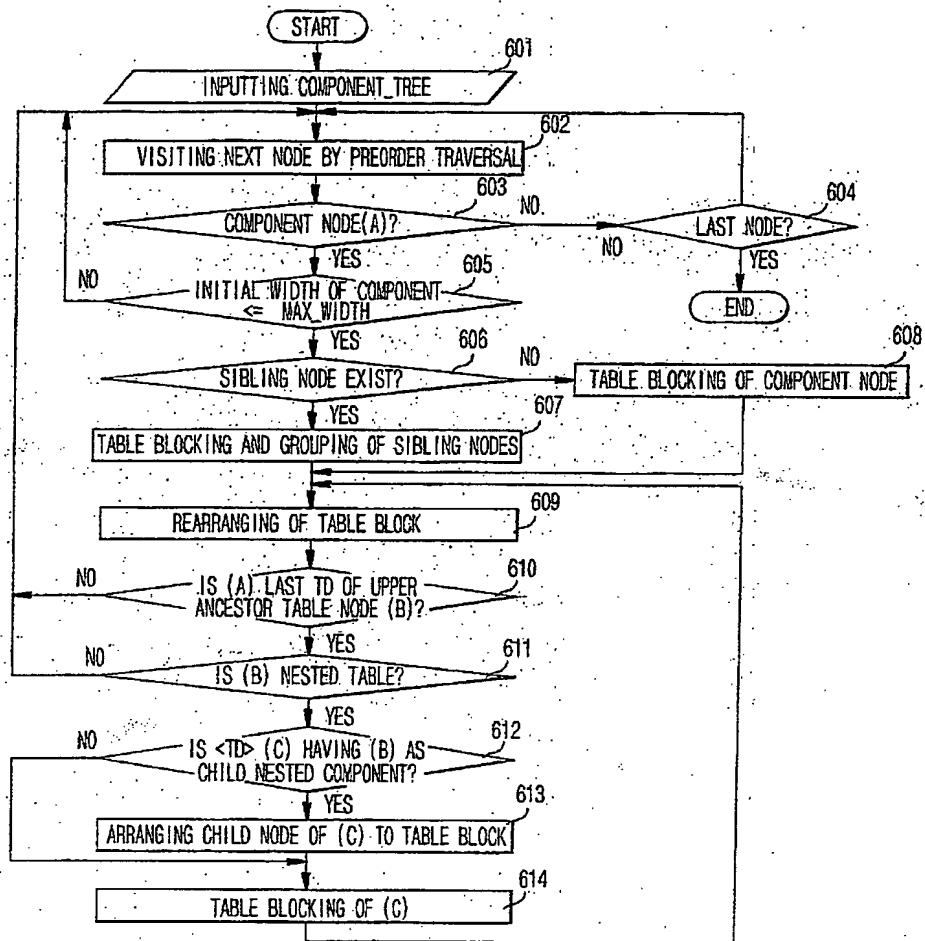 START
601
INPUTTING COMPONENT_TREE
602
VISITING NEXT NODE BY PREORDER TRAVERSAL
603
COMPONENT NODE(A)?
NO
604
LAST NODE?
NO
YES
YES
605
NO
INITIAL WIDTH OF COMPONENT
<= MAX_WIDTH
END
YES
606
SIBLING NODE EXIST?
NO
608
TABLE BLOCKING OF COMPONENT NODE
YES
607
TABLE BLOCKING AND GROUPING OF SIBLING NODES
609
REARRANGING OF TABLE BLOCK
610
NO
IS (A) LAST TD OF UPPER
ANCESTOR TABLE NODE (B)?
YES
611
NO
IS (B) NESTED TABLE?
YES
612
NO
IS <TD> (C) HAVING (B) AS
CHILD NESTED COMPONENT?
YES
613
ARRANGING CHILD NODE OF (C) TO TABLE BLOCK
614
TABLE BLOCKING OF (C)